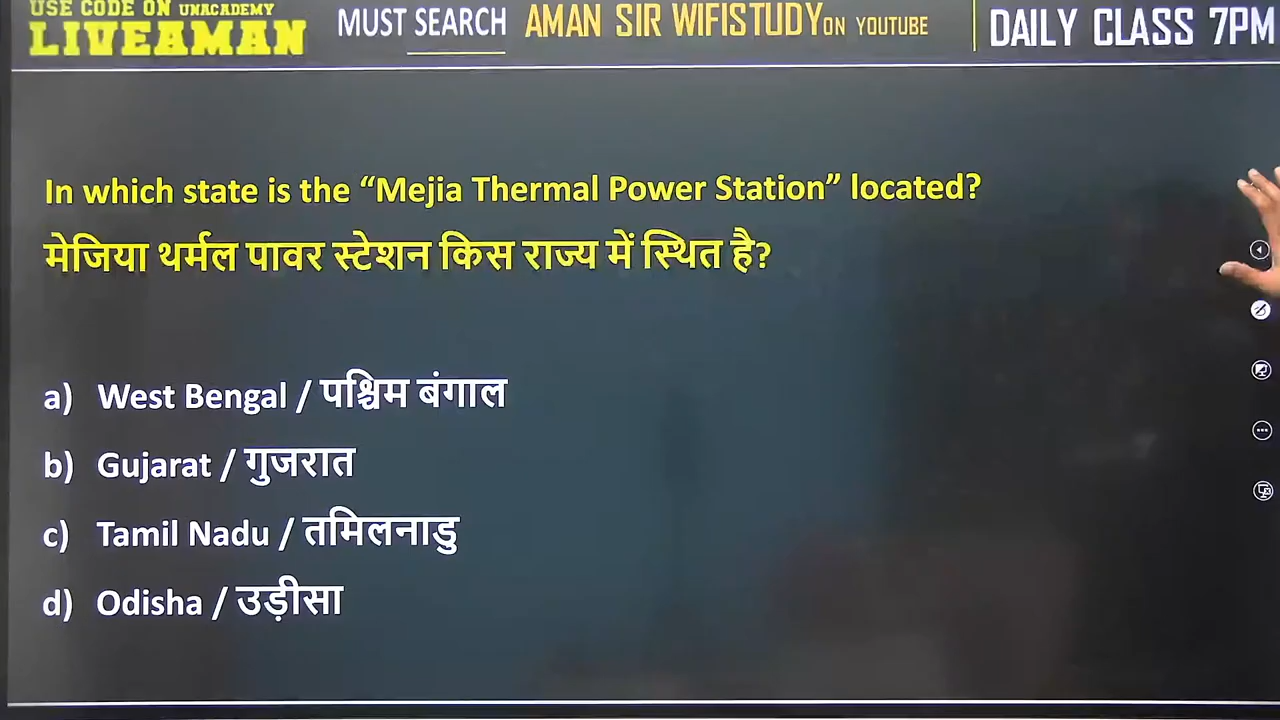 USE CODE ON UNACADEMY
LIVEAMAN
MUST SEARCH AMAN SIR WIFISTUDY ON YOUTUBE
DAILY CLASS 7PM
In which state is the “Mejia Thermal Power Station” located?
मेजिया थर्मल पावर स्टेशन किस राज्य में स्थित है?
a) West Bengal / पश्चिम बंगाल
b) Gujarat / गुजरात
c) Tamil Nadu / तमिलनाडु
d) Odisha / उड़ीसा